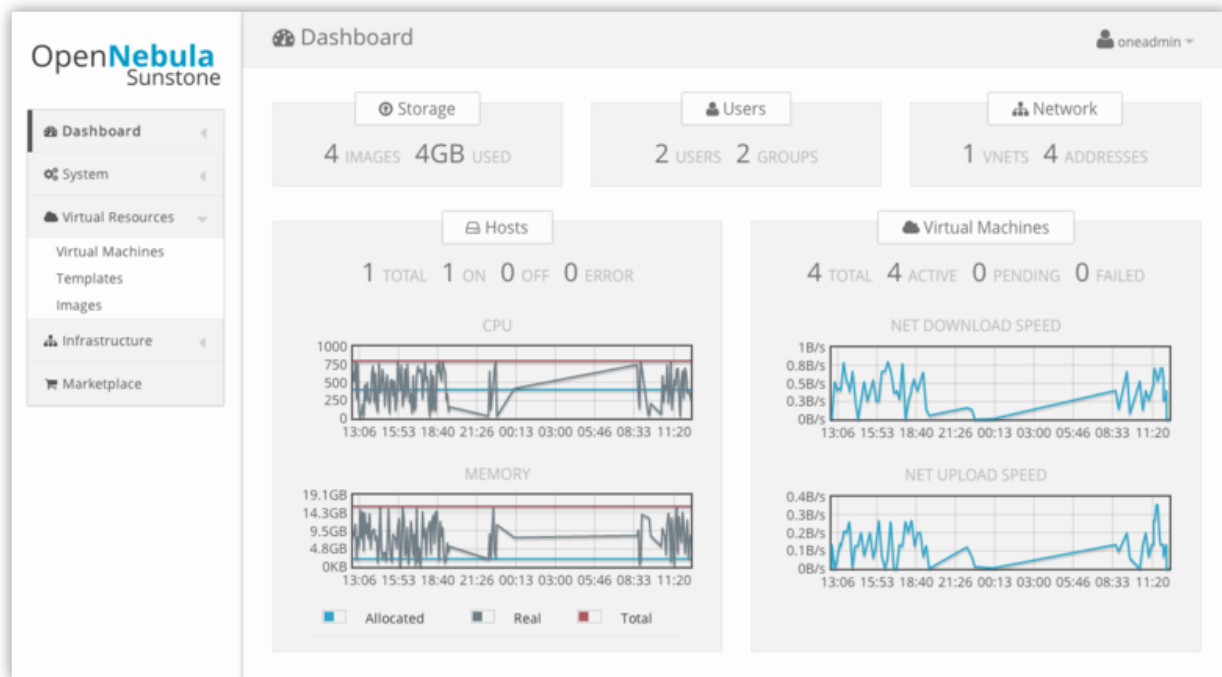 OpenNebula
Sunstone
Dashboard
System
Virtual Resources
Virtual Machines
Templates
Images
Infrastructure
Marketplace
Dashboard
oneadmin
Storage
4 IMAGES 4GB USED
Users
2 USERS 2 GROUPS
Network
1 VNETS 4 ADDRESSES
Hosts
1 TOTAL 1 ON 0 OFF 0 ERROR
CPU
1000
750
500
250
0
13:06 15:53 18:40 21:26 00:13 03:00 05:46 08:33 11:20
MEMORY
19.1GB
14.3GB
9.5GB
4.8GB
0KB
13:06 15:53 18:40 21:26 00:13 03:00 05:46 08:33 11:20
Allocated Real Total
Virtual Machines
4 TOTAL 4 ACTIVE 0 PENDING 0 FAILED
NET DOWNLOAD SPEED
1B/s
0.8B/s
0.5B/s
0.3B/s
0B/s
13:06 15:53 18:40 21:26 00:13 03:00 05:46 08:33 11:20
NET UPLOAD SPEED
0.4B/s
0.3B/s
0.2B/s
0.1B/s
0B/s
13:06 15:53 18:40 21:26 00:13 03:00 05:46 08:33 11:20